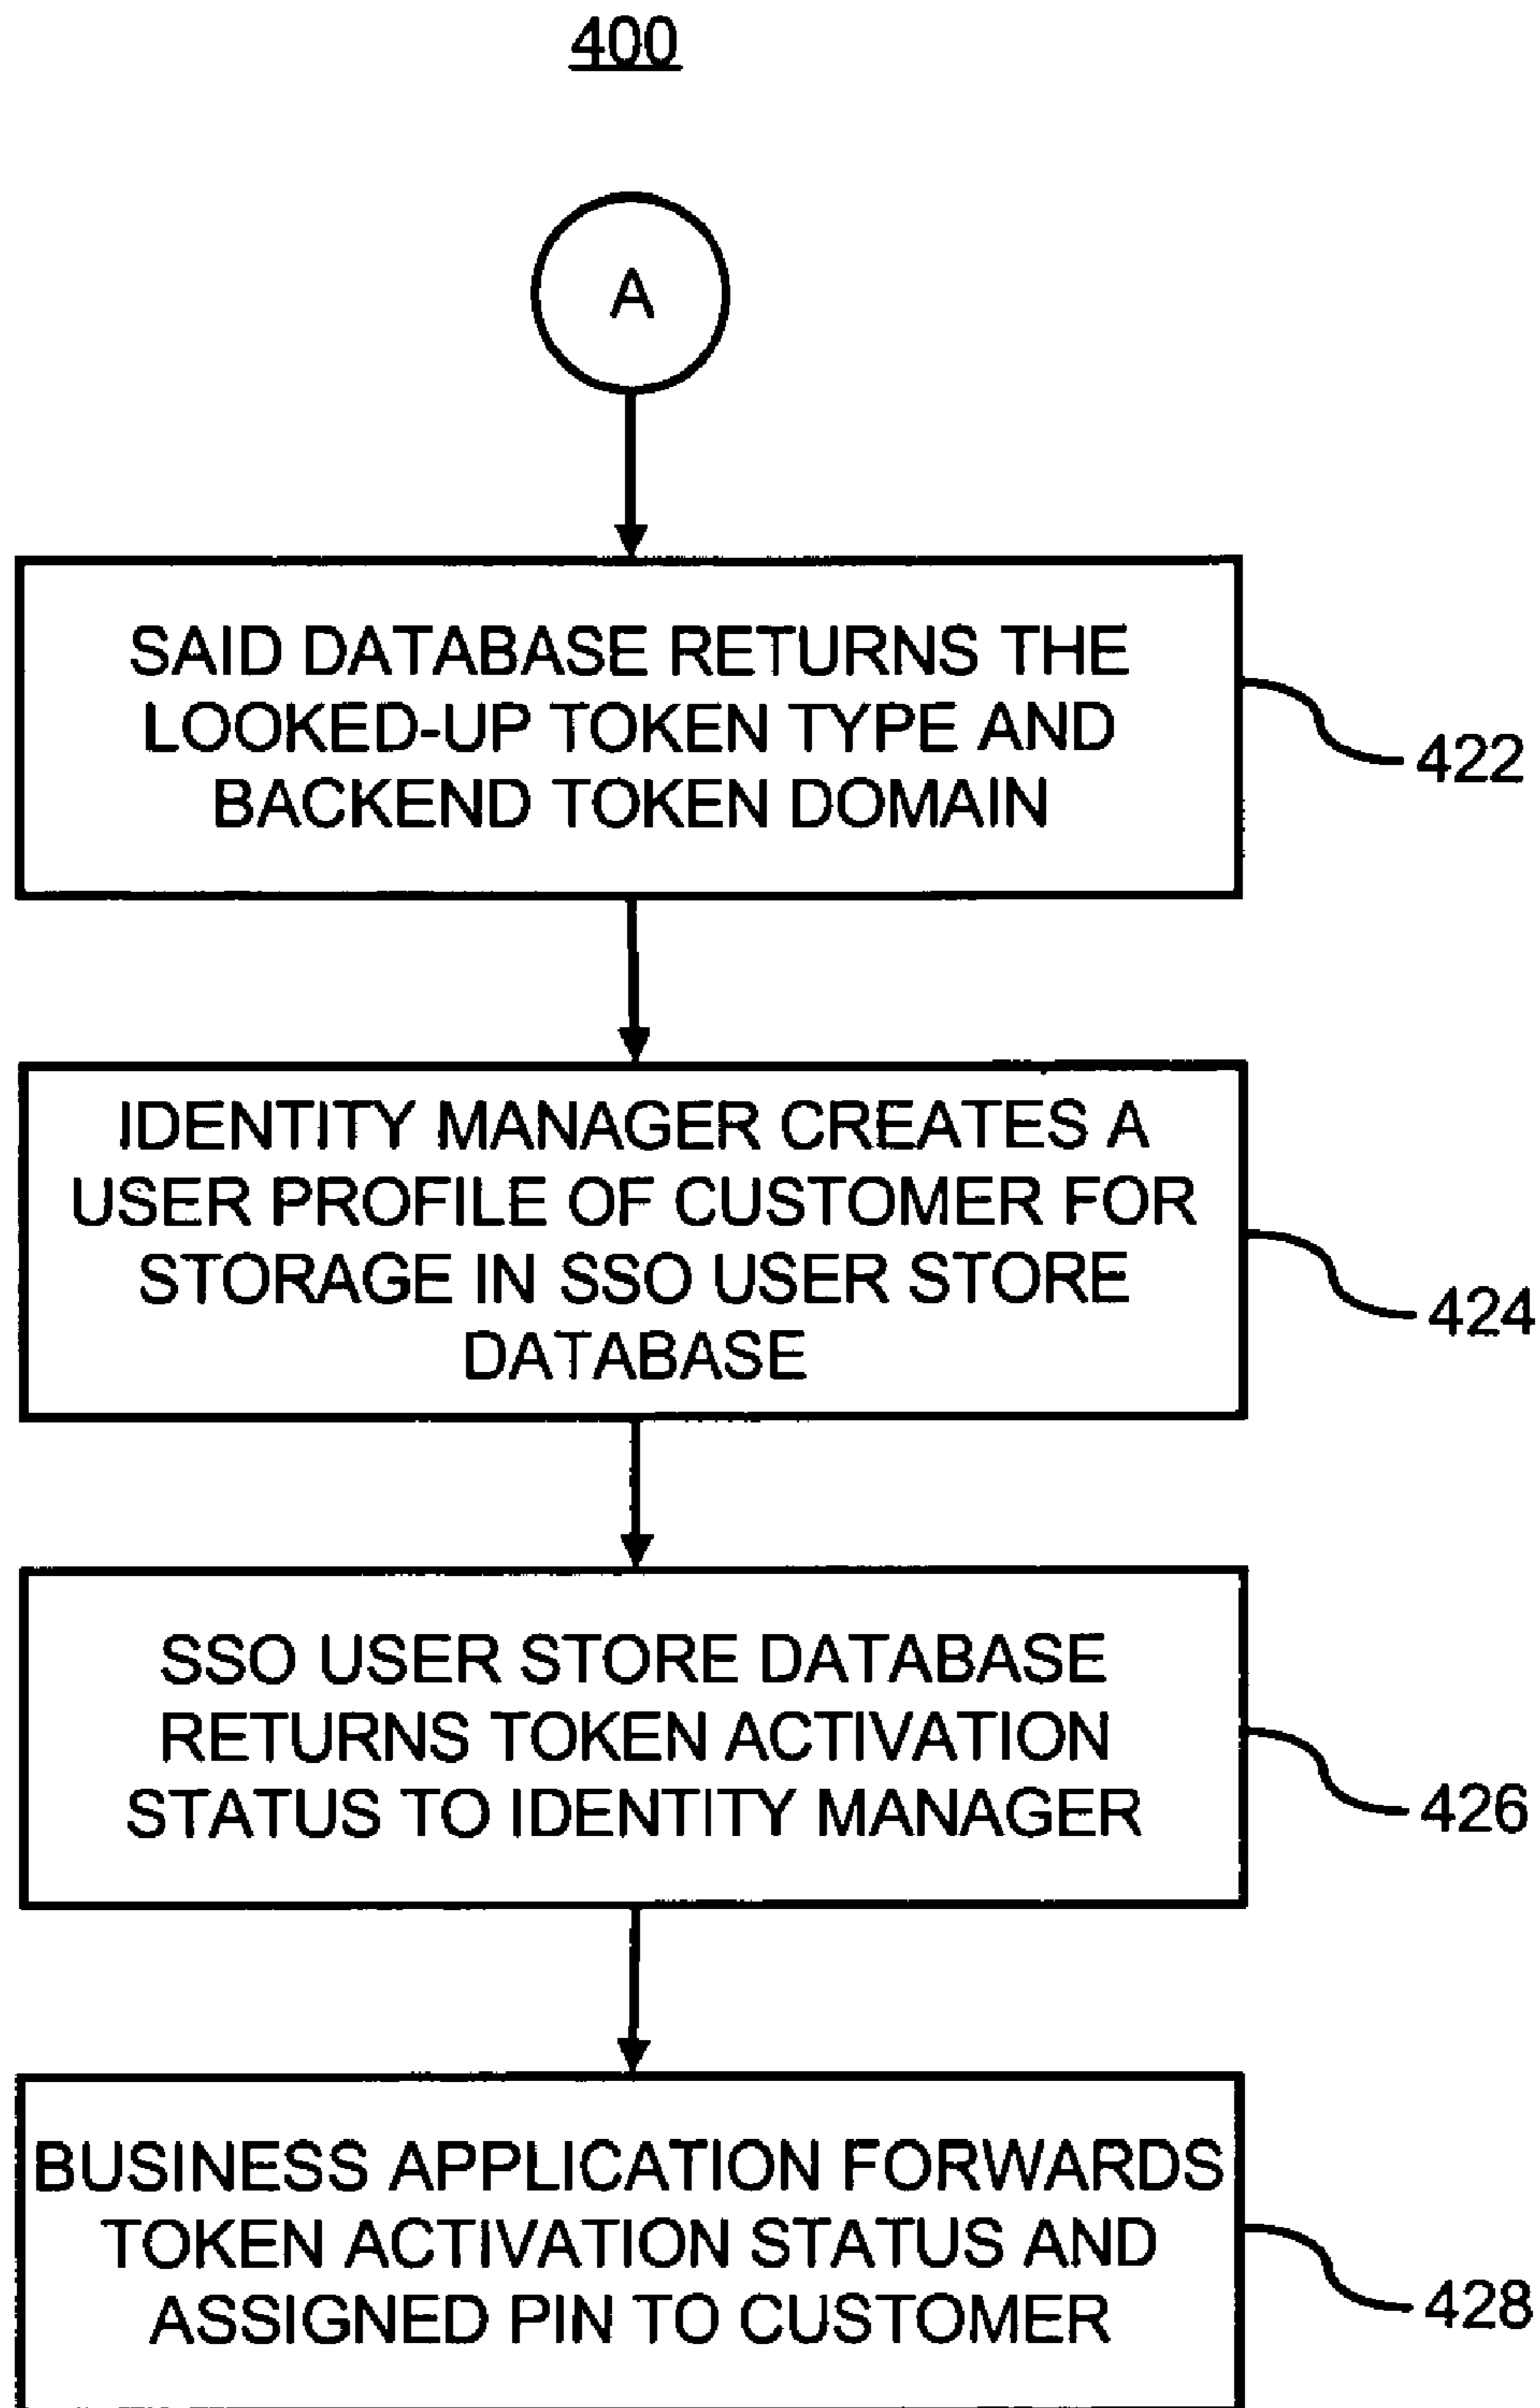 400
A
SAID DATABASE RETURNS THE
LOOKED-UP TOKEN TYPE AND
BACKEND TOKEN DOMAIN
422
IDENTITY MANAGER CREATES A
USER PROFILE OF CUSTOMER FOR
STORAGE IN SSO USER STORE
DATABASE
424
SSO USER STORE DATABASE
RETURNS TOKEN ACTIVATION
STATUS TO IDENTITY MANAGER
426
BUSINESS APPLICATION FORWARDS
TOKEN ACTIVATION STATUS AND
ASSIGNED PIN TO CUSTOMER
428